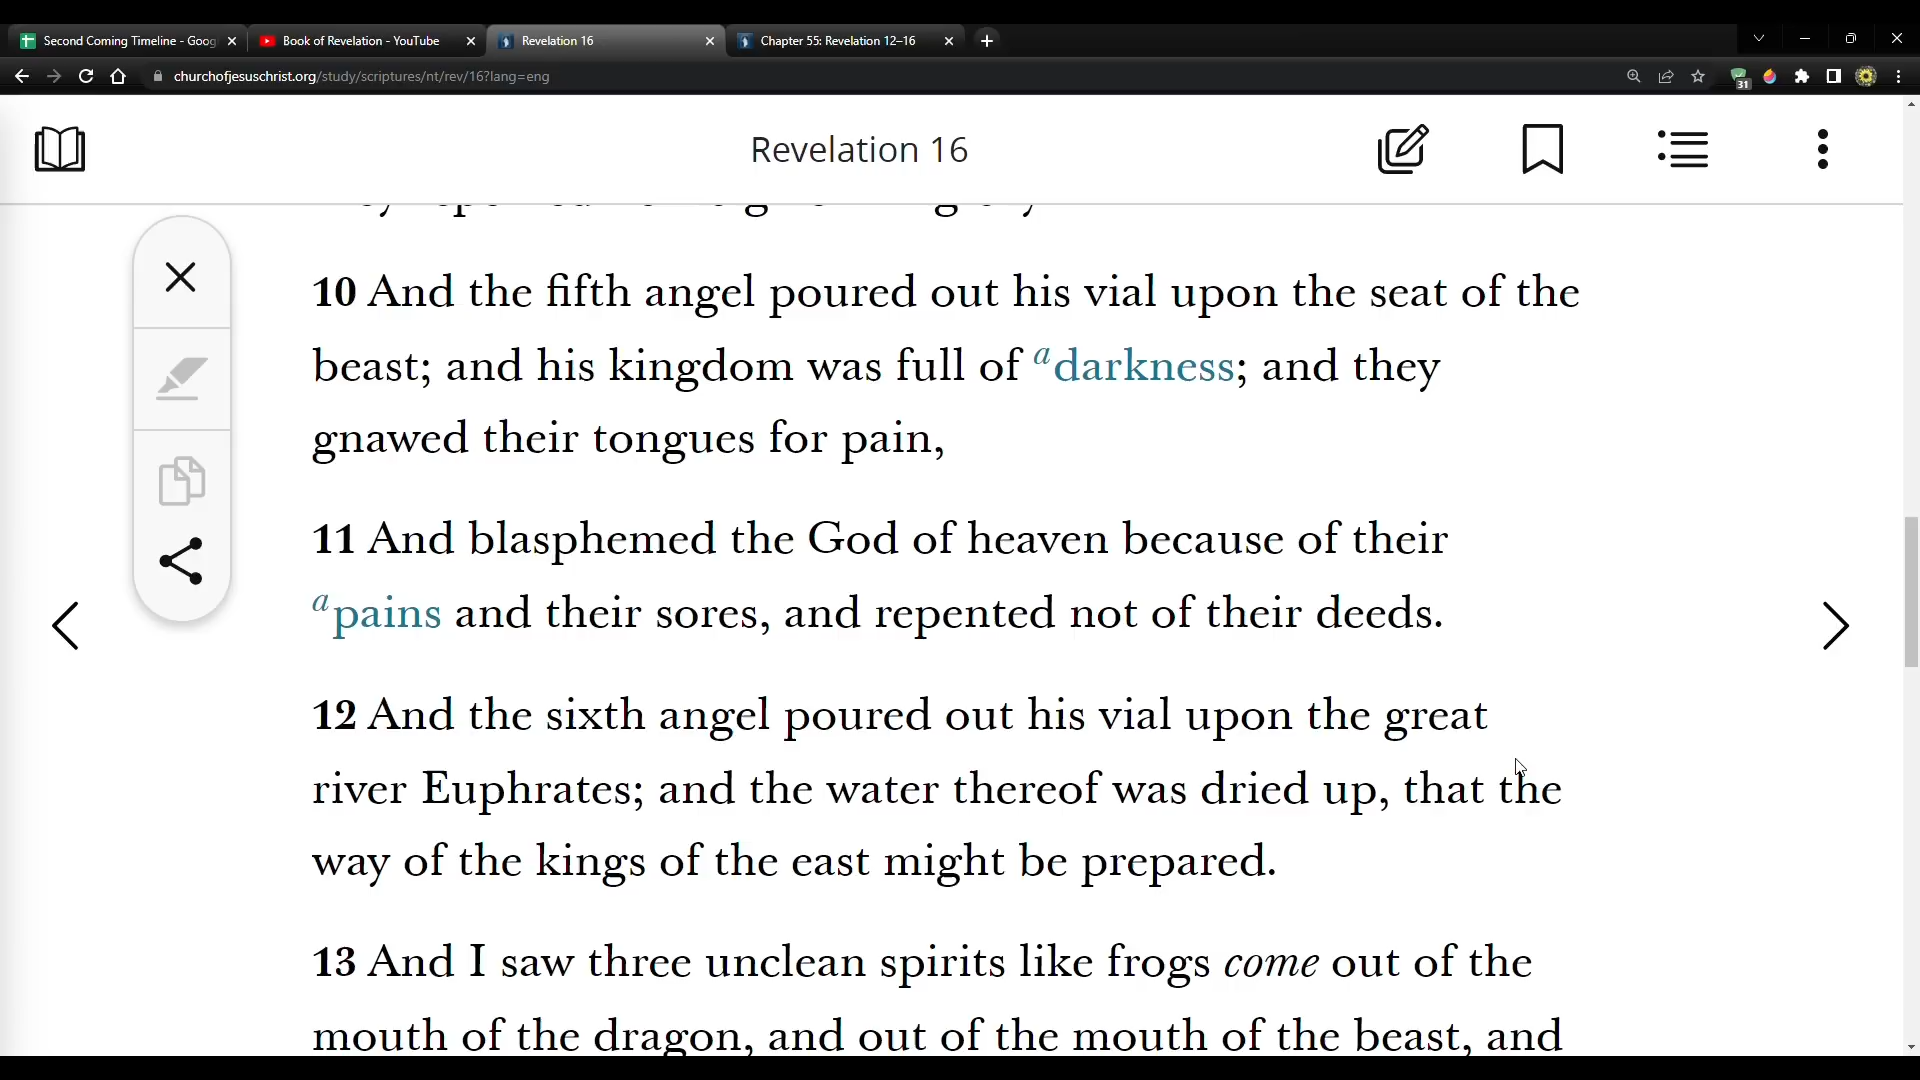 Second Coming Timeline - Goog
Book of Revelation - YouTube
Revelation 16
Chapter 55: Revelation 12–16
churchofjesuschrist.org/study/scriptures/nt/rev/16?lang=eng
31
Revelation 16
10 And the fifth angel poured out his vial upon the seat of the
beast; and his kingdom was full of a darkness; and they
gnawed their tongues for pain,
11 And blasphemed the God of heaven because of their
a pains and their sores, and repented not of their deeds.
12 And the sixth angel poured out his vial upon the great
river Euphrates; and the water thereof was dried up, that the
way of the kings of the east might be prepared.
13 And I saw three unclean spirits like frogs come out of the
mouth of the dragon, and out of the mouth of the beast, and